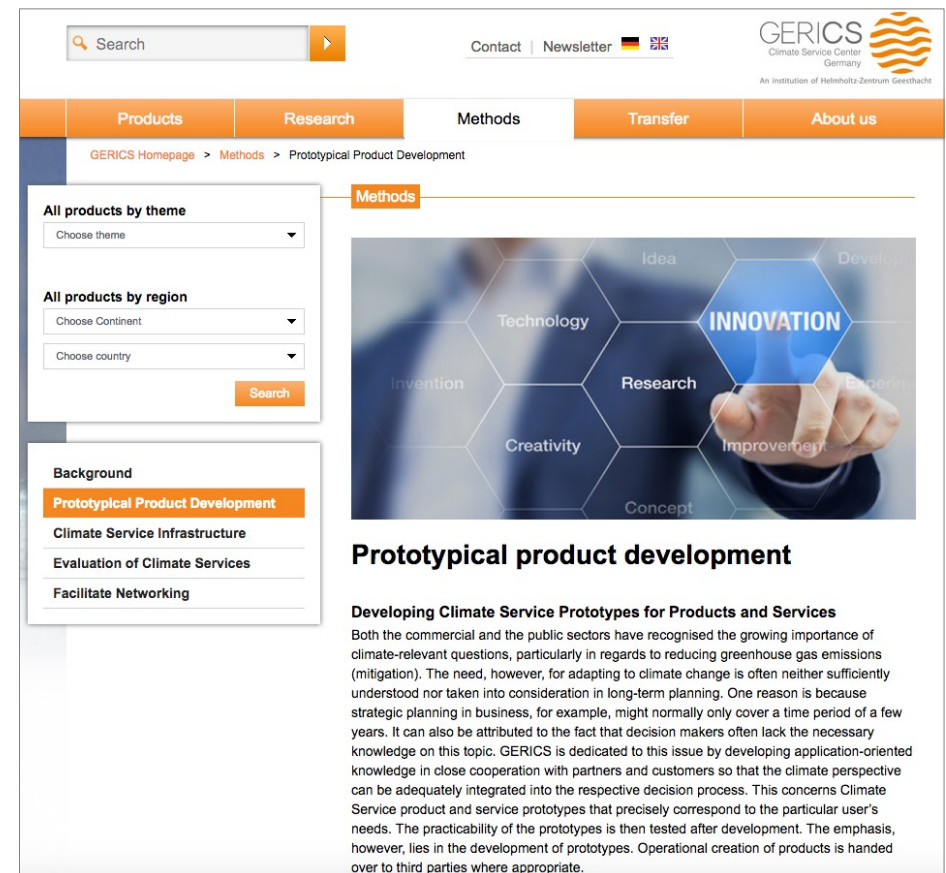 Search
Contact | Newsletter
GERICS
Climate Service Center
Germany
An institution of Helmholtz-Zentrum Geesthacht
Products
Research
Methods
Transfer
About us
GERICS Homepage > Methods > Prototypical Product Development
All products by theme
Choose theme
All products by region
Choose Continent
Choose country
Search
Background
Prototypical Product Development
Climate Service Infrastructure
Evaluation of Climate Services
Facilitate Networking
Methods
Idea
Develop
Technology
INNOVATION
Invention
Research
Experim
Creativity
Improvement
Concept
Prototypical product development
Developing Climate Service Prototypes for Products and Services
Both the commercial and the public sectors have recognised the growing importance of
climate-relevant questions, particularly in regards to reducing greenhouse gas emissions
(mitigation). The need, however, for adapting to climate change is often neither sufficiently
understood nor taken into consideration in long-term planning. One reason is because
strategic planning in business, for example, might normally only cover a time period of a few
years. It can also be attributed to the fact that decision makers often lack the necessary
knowledge on this topic. GERICS is dedicated to this issue by developing application-oriented
knowledge in close cooperation with partners and customers so that the climate perspective
can be adequately integrated into the respective decision process. This concerns Climate
Service product and service prototypes that precisely correspond to the particular user's
needs. The practicability of the prototypes is then tested after development. The emphasis,
however, lies in the development of prototypes. Operational creation of products is handed
over to third parties where appropriate.